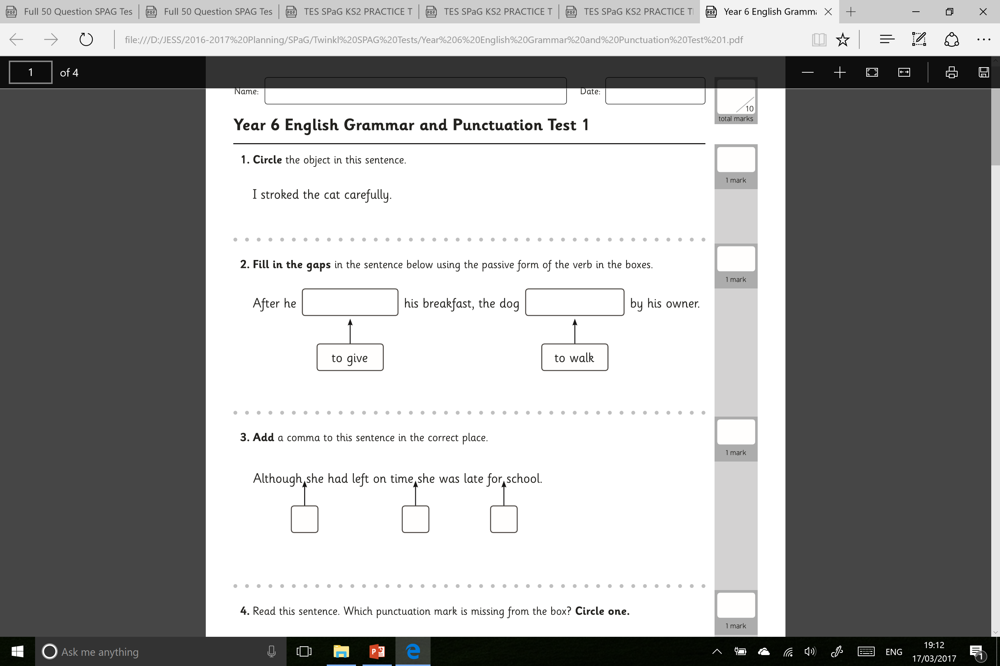 Full 50 Question SPAG Tes
Full 50 Question SPAG Tes
TES SPaG KS2 PRACTICE T
TES SPaG KS2 PRACTICE T
TES SPaG KS2 PRACTICE T
Year 6 English Gramma
file:///D:/JESS/2016-2017%20Planning/SPaG/Twinkl%20SPAG%20Tests/Year%206%20English%20Grammar%20and%20Punctuation%20Test%201.pdf
1 of 4
Name:
Date:
10
total marks
Year 6 English Grammar and Punctuation Test 1
1. Circle the object in this sentence.
1 mark
I stroked the cat carefully.
2. Fill in the gaps in the sentence below using the passive form of the verb in the boxes.
1 mark
After he his breakfast, the dog by his owner.
to give
to walk
3. Add a comma to this sentence in the correct place.
1 mark
Although she had left on time she was late for school.
4. Read this sentence. Which punctuation mark is missing from the box? Circle one.
1 mark
Ask me anything
ENG
19:12
17/03/2017
1